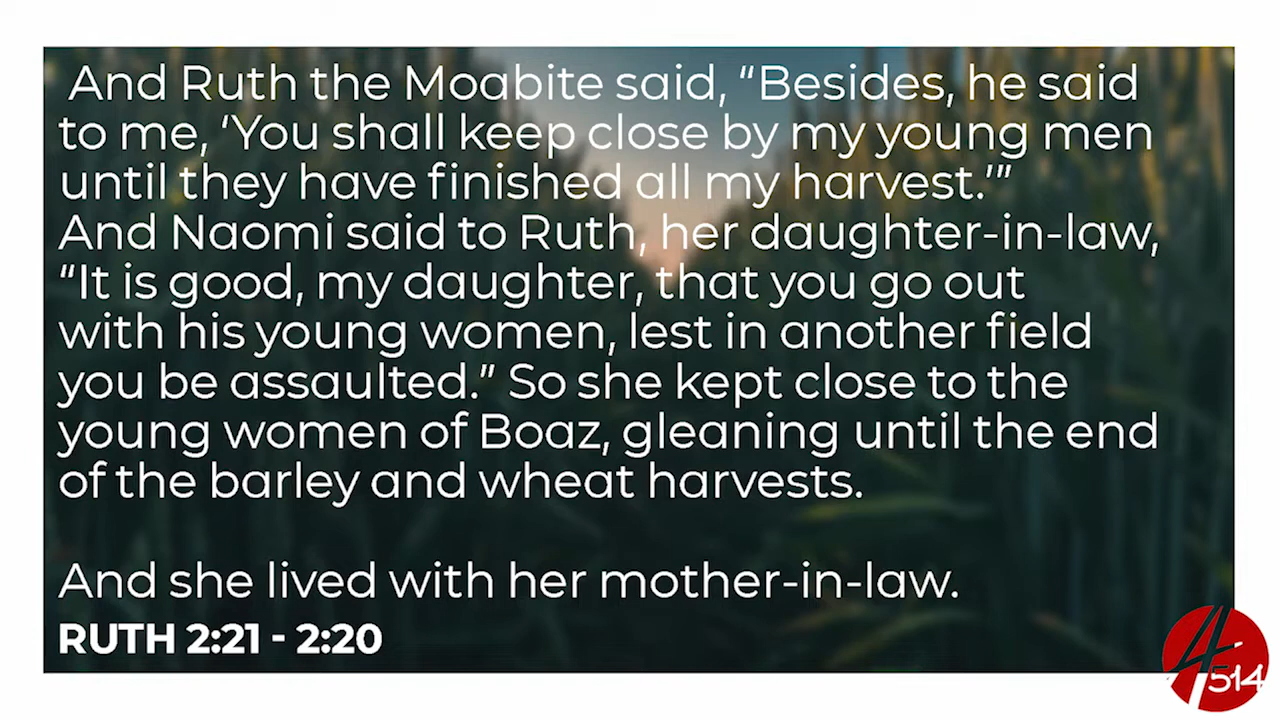 And Ruth the Moabite said, “Besides, he said
to me, ‘You shall keep close by my young men
until they have finished all my harvest.’”
And Naomi said to Ruth, her daughter-in-law,
“It is good, my daughter, that you go out
with his young women, lest in another field
you be assaulted.” So she kept close to the
young women of Boaz, gleaning until the end
of the barley and wheat harvests.
And she lived with her mother-in-law.
RUTH 2:21 - 2:20
4
514